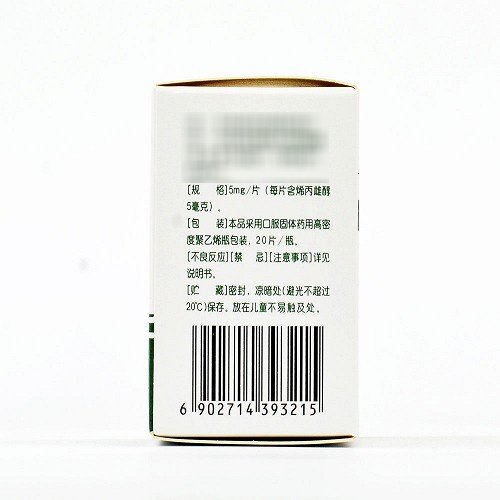 [规　格]5mg/片（每片含烯丙雌醇
5毫克）。
[包　装]本品采用口服固体药用高密
度聚乙烯瓶包装，20片/瓶。
[不良反应][禁　忌][注意事项]详见
说明书。
[贮　藏]密封，凉暗处(避光不超过
20℃)保存。放在儿童不易触及处。
6 902714 393215